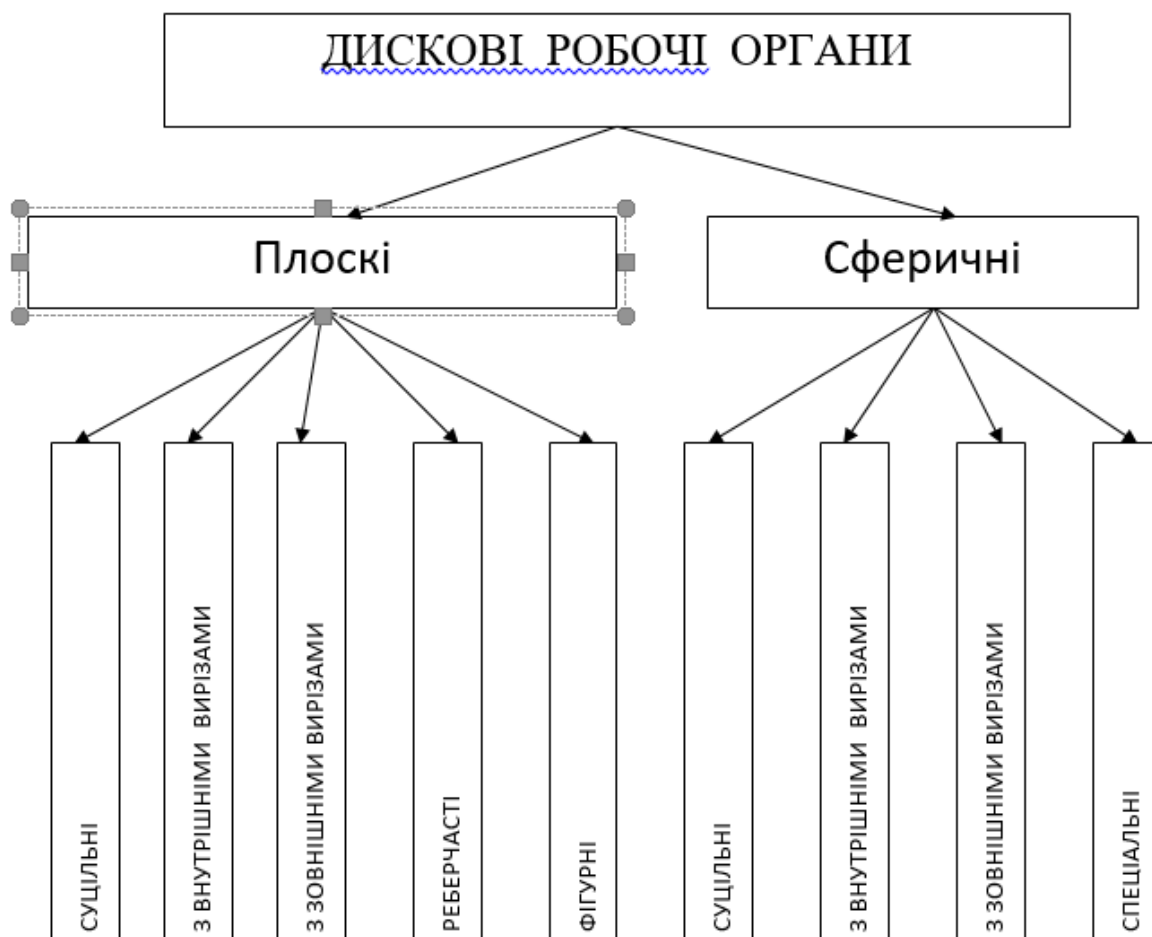 ДИСКОВІ РОБОЧІ ОРГАНИ
Плоскі
Сферичні
СУЦІЛЬНІ
З ВНУТРІШНІМИ ВИРІЗАМИ
З ЗОВНІШНІМИ ВИРІЗАМИ
РЕБЕРЧАСТІ
ФІГУРНІ
СУЦІЛЬНІ
З ВНУТРІШНІМИ ВИРІЗАМИ
З ЗОВНІШНІМИ ВИРІЗАМИ
СПЕЦІАЛЬНІ